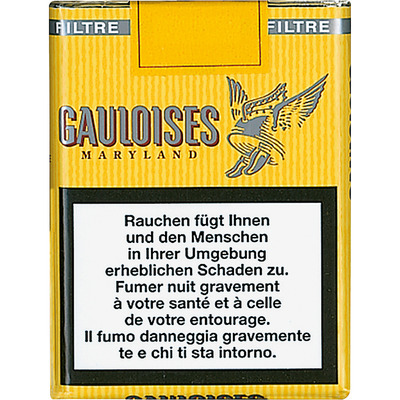 FILTRE FILTRE
GAULOISES
MARYLAND
Rauchen fügt Ihnen
und den Menschen
in Ihrer Umgebung
erheblichen Schaden zu.
Fumer nuit gravement
à votre santé et à celle
de votre entourage.
Il fumo danneggia gravemente
te e chi ti sta intorno.
GAULOISES